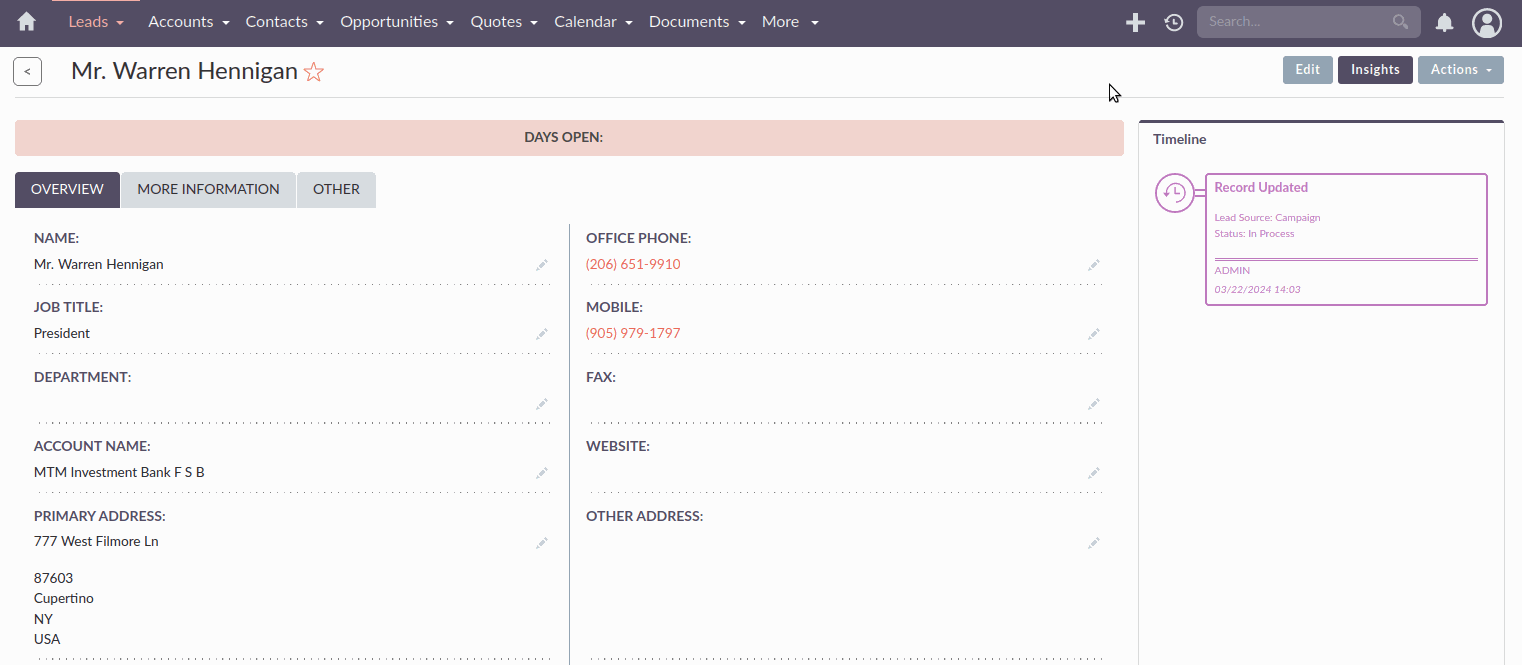 Leads Accounts Contacts Opportunities Quotes Calendar Documents More Search...
< Mr. Warren Hennigan Edit Insights Actions
DAYS OPEN:
Timeline
OVERVIEW MORE INFORMATION OTHER
Record Updated
Lead Source: Campaign
Status: In Process
ADMIN
03/22/2024 14:03
NAME:
Mr. Warren Hennigan
OFFICE PHONE:
(206) 651-9910
JOB TITLE:
President
MOBILE:
(905) 979-1797
DEPARTMENT:
FAX:
ACCOUNT NAME:
MTM Investment Bank F S B
WEBSITE:
PRIMARY ADDRESS:
777 West Filmore Ln
87603
Cupertino
NY
USA
OTHER ADDRESS: